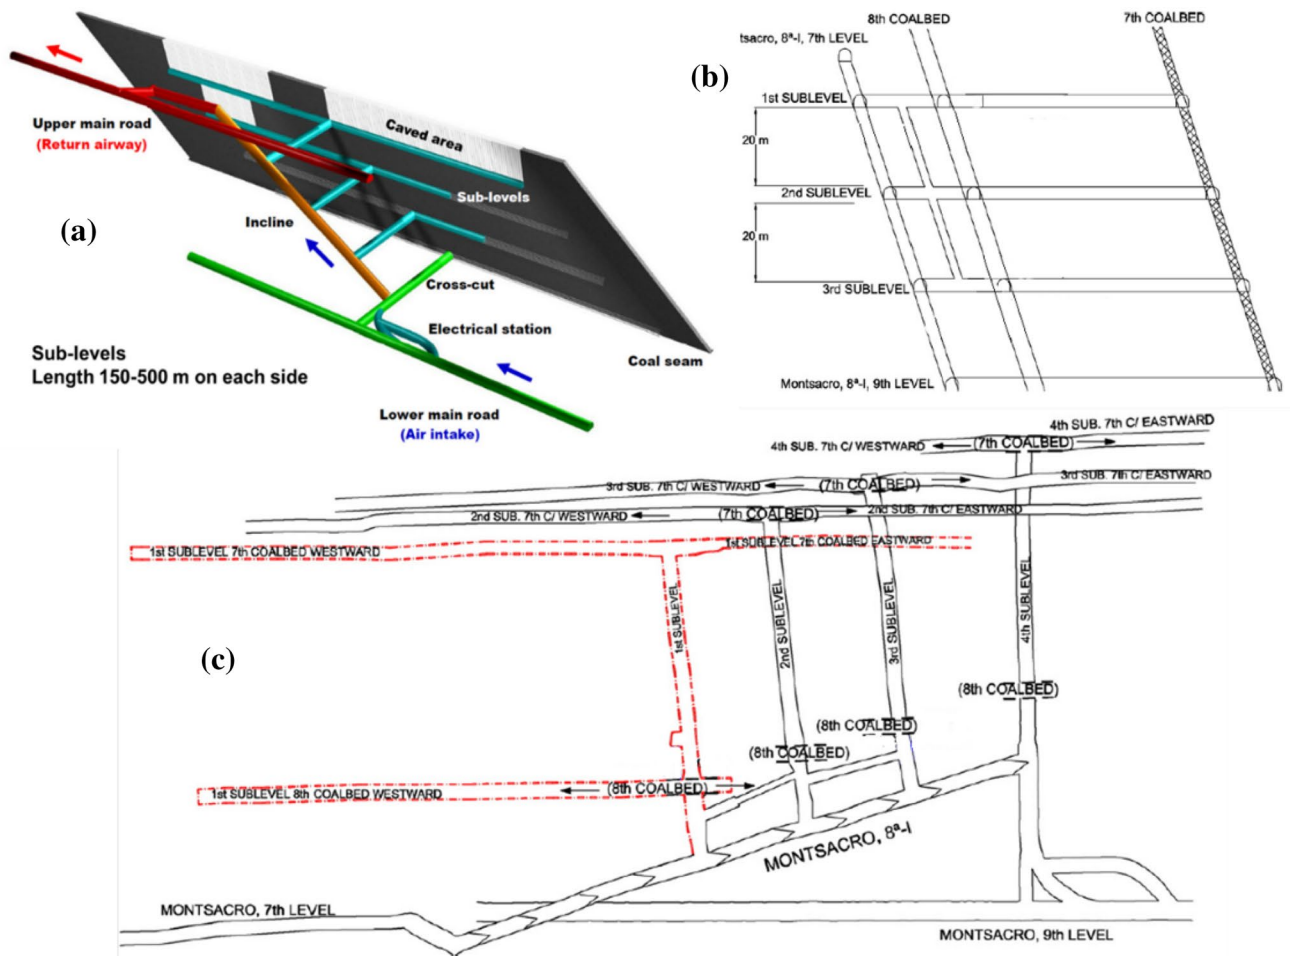 Upper main road
(Return airway)
Caved area
Sub-levels
(a)
Incline
Cross-cut
Electrical station
Sub-levels
Length 150-500 m on each side
Coal seam
Lower main road
(Air intake)
8th COALBED
7th COALBED
tsacro, 8ª-I, 7th LEVEL
(b)
1st SUBLEVEL
20 m
2nd SUBLEVEL
20 m
3rd SUBLEVEL
Montsacro, 8ª-I, 9th LEVEL
4th SUB. 7th C/ EASTWARD
4th SUB. 7th C/ WESTWARD
(7th COALBED)
3rd SUB. 7th C/ WESTWARD
(7th COALBED)
3rd SUB. 7th C/ EASTWARD
2nd SUB. 7th C/ WESTWARD
(7th COALBED)
2nd SUB. 7th C/ EASTWARD
1st SUBLEVEL 7th COALBED WESTWARD
1st SUBLEVEL 7th COALBED EASTWARD
1st SUBLEVEL
2nd SUBLEVEL
3rd SUBLEVEL
4th SUBLEVEL
(c)
(8th COALBED)
(8th COALBED)
(8th COALBED)
1st SUBLEVEL 8th COALBED WESTWARD
(8th COALBED)
MONTSACRO, 8ª-I
MONTSACRO, 7th LEVEL
MONTSACRO, 9th LEVEL